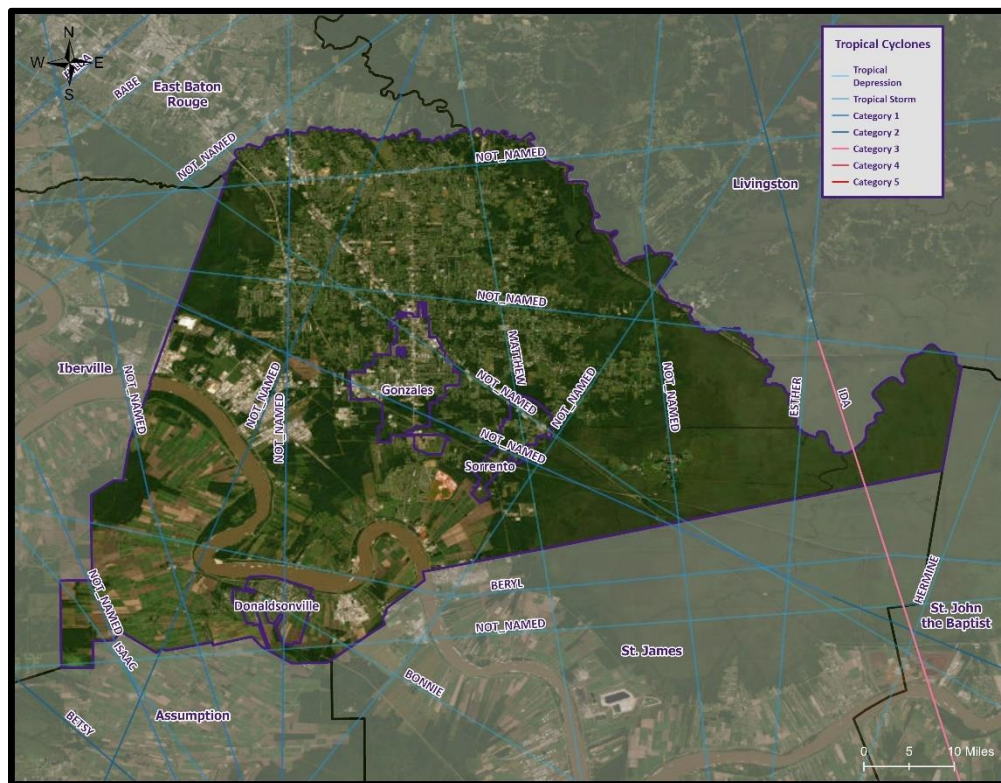 N
W E
S
BABE
East Baton
Rouge
NOT_NAMED
NOT_NAMED
Livingston
Tropical Cyclones
Tropical
Depression
Tropical Storm
Category 1
Category 2
Category 3
Category 4
Category 5
NOT_NAMED
Iberville
NOT_NAMED
NOT_NAMED
NOT_NAMED
Gonzales
MATTHEW
NOT_NAMED
NOT_NAMED
NOT_NAMED
Sorrento
NOT_NAMED
ESTHER
IDA
HERMINE
NOT_NAMED
ISAAC
Donaldsonville
BERYL
NOT_NAMED
BONNIE
St. James
St. John
the Baptist
BETSY
Assumption
0 5 10 Miles